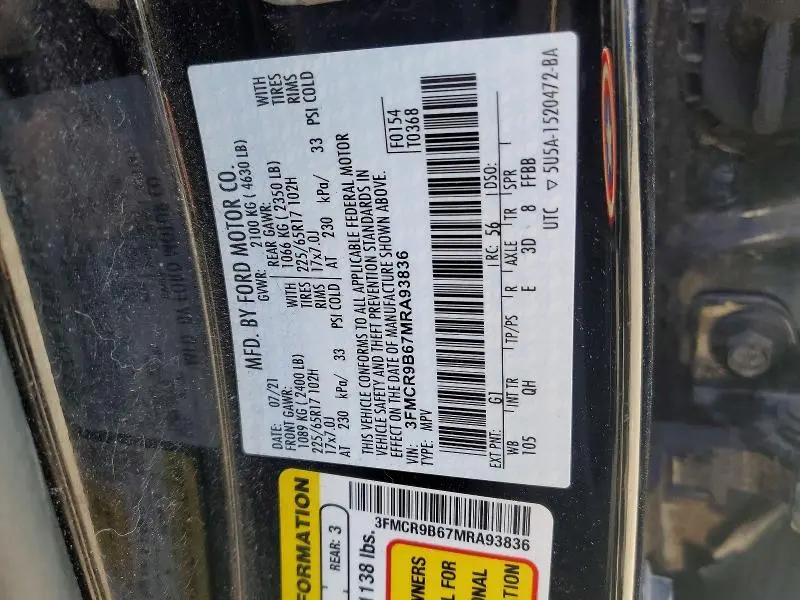 MFD. BY FORD MOTOR CO.
DATE: 07/21 GVWR: 2100 KG ( 4630 LB)
FRONT GAWR: REAR GAWR:
1089 KG ( 2400 LB) WITH 1066 KG ( 2350 LB) WITH
225/65R17 102H TIRES 225/65R17 102H TIRES
17x7.0J RIMS 17x7.0J RIMS
AT 230 kPa/ 33 PSI COLD AT 230 kPa/ 33 PSI COLD
THIS VEHICLE CONFORMS TO ALL APPLICABLE FEDERAL MOTOR
VEHICLE SAFETY AND THEFT PREVENTION STANDARDS IN
EFFECT ON THE DATE OF MANUFACTURE SHOWN ABOVE.
VIN: 3FMCR9B67MRA93836
TYPE: MPV
F0154
T0368
EXT PNT: G1 RC: 56 DSO:
WB INT TR TP/PS R AXLE TR SPR
105 QH E 3D 8 FFBB
UTC ▽ 5U5A-1520472-BA
FORMATION
REAR: 3
1138 lbs.
3FMCR9B67MRA93836
WNERS
L FOR
IONAL
TION